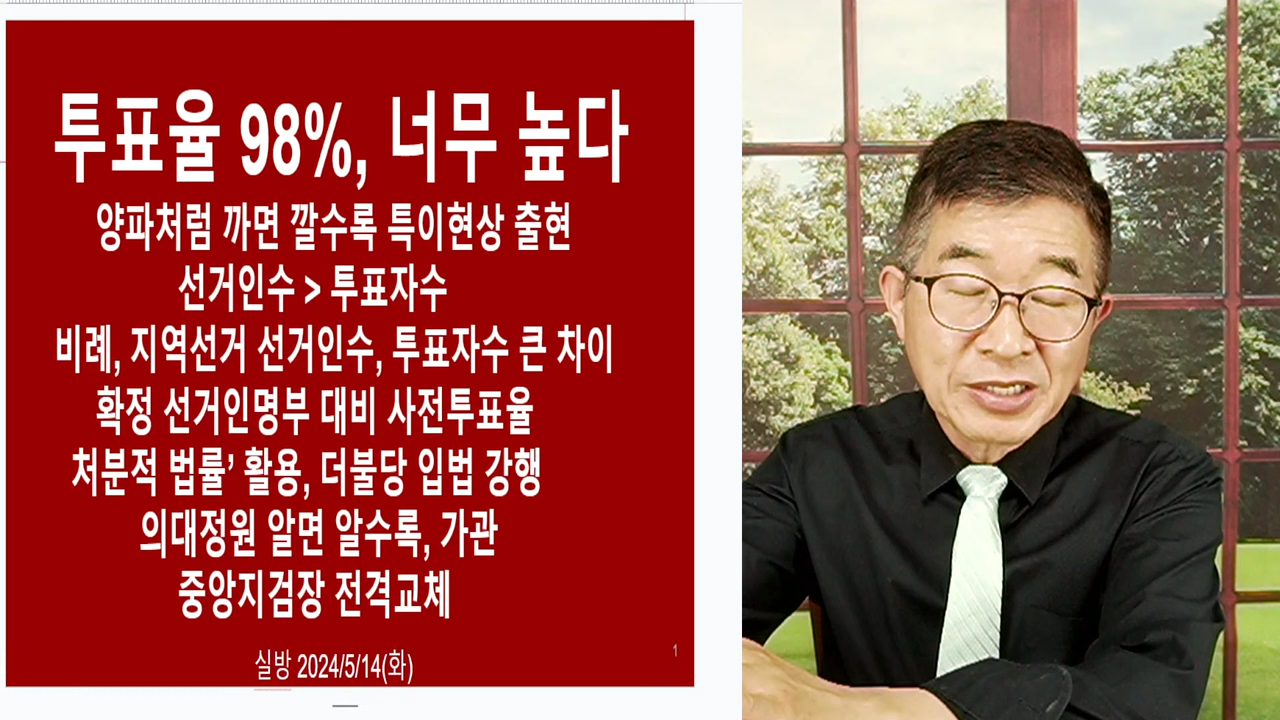 투표율 98%, 너무 높다
양파처럼 까면 깔수록 특이현상 출현
선거인수 > 투표자수
비례, 지역선거 선거인수, 투표자수 큰 차이
확정 선거인명부 대비 사전투표율
처분적 법률’ 활용, 더불당 입법 강행
의대정원 알면 알수록, 가관
중앙지검장 전격교체
1
실방 2024/5/14(화)